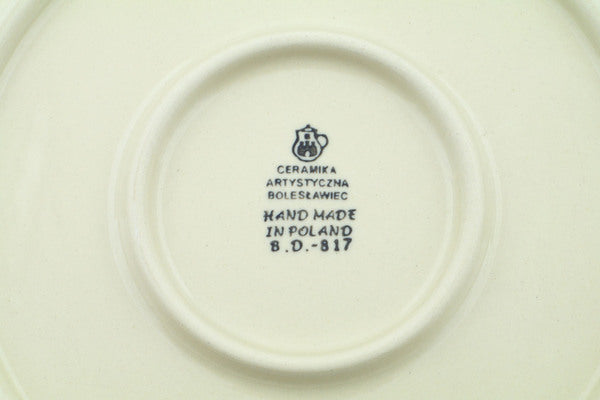 CERAMIKA
ARTYSTYCZNA
BOLESŁAWIEC
HAND MADE
IN POLAND
B.D.-817